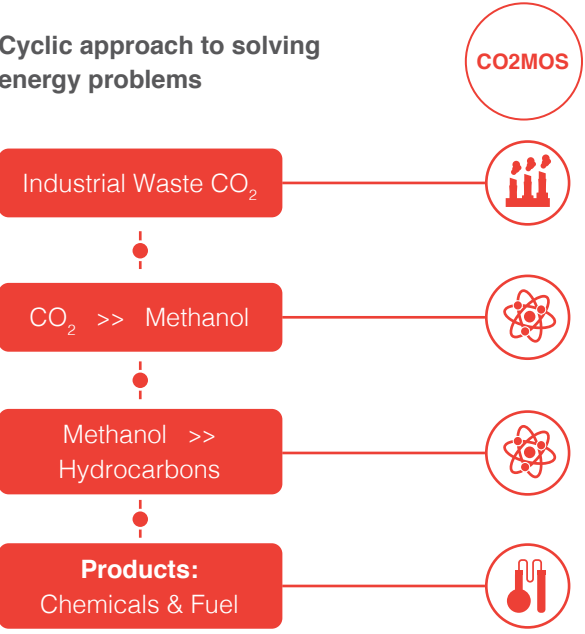 Cyclic approach to solving
energy problems
CO2MOS
Industrial Waste CO₂
CO₂ >> Methanol
Methanol >>
Hydrocarbons
Products:
Chemicals & Fuel